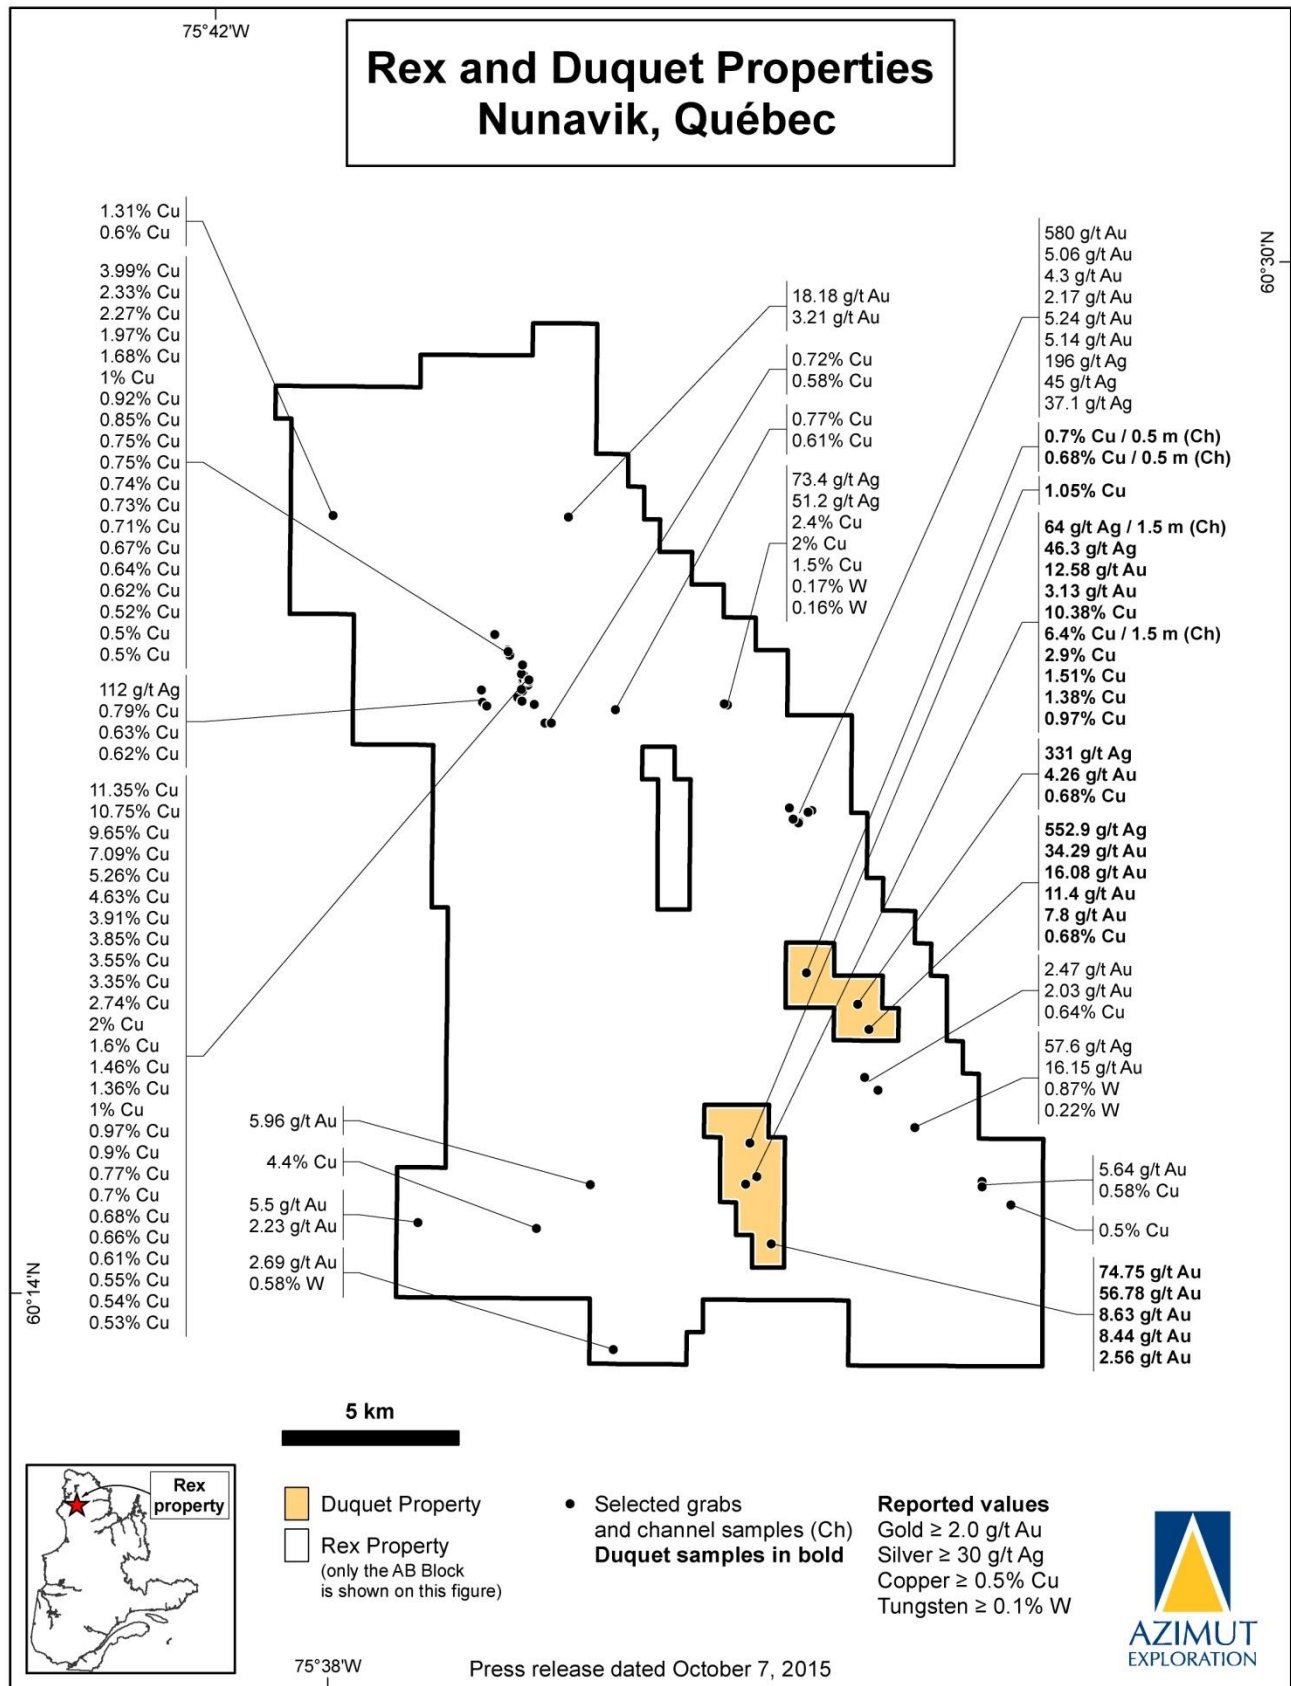 75°42'W
Rex and Duquet Properties
Nunavik, Québec
60°30'N
1.31% Cu
0.6% Cu
3.99% Cu
2.33% Cu
2.27% Cu
1.97% Cu
1.68% Cu
1% Cu
0.92% Cu
0.85% Cu
0.75% Cu
0.75% Cu
0.74% Cu
0.73% Cu
0.71% Cu
0.67% Cu
0.64% Cu
0.62% Cu
0.52% Cu
0.5% Cu
0.5% Cu
112 g/t Ag
0.79% Cu
0.63% Cu
0.62% Cu
11.35% Cu
10.75% Cu
9.65% Cu
7.09% Cu
5.26% Cu
4.63% Cu
3.91% Cu
3.85% Cu
3.55% Cu
3.35% Cu
2.74% Cu
2% Cu
1.6% Cu
1.46% Cu
1.36% Cu
1% Cu
0.97% Cu
0.9% Cu
0.77% Cu
0.7% Cu
0.68% Cu
0.66% Cu
0.61% Cu
0.55% Cu
0.54% Cu
0.53% Cu
18.18 g/t Au
3.21 g/t Au
0.72% Cu
0.58% Cu
0.77% Cu
0.61% Cu
73.4 g/t Ag
51.2 g/t Ag
2.4% Cu
2% Cu
1.5% Cu
0.17% W
0.16% W
580 g/t Au
5.06 g/t Au
4.3 g/t Au
2.17 g/t Au
5.24 g/t Au
5.14 g/t Au
196 g/t Ag
45 g/t Ag
37.1 g/t Ag
0.7% Cu / 0.5 m (Ch)
0.68% Cu / 0.5 m (Ch)
1.05% Cu
64 g/t Ag / 1.5 m (Ch)
46.3 g/t Ag
12.58 g/t Au
3.13 g/t Au
10.38% Cu
6.4% Cu / 1.5 m (Ch)
2.9% Cu
1.51% Cu
1.38% Cu
0.97% Cu
331 g/t Ag
4.26 g/t Au
0.68% Cu
552.9 g/t Ag
34.29 g/t Au
16.08 g/t Au
11.4 g/t Au
7.8 g/t Au
0.68% Cu
2.47 g/t Au
2.03 g/t Au
0.64% Cu
57.6 g/t Ag
16.15 g/t Au
0.87% W
0.22% W
5.64 g/t Au
0.58% Cu
0.5% Cu
74.75 g/t Au
56.78 g/t Au
8.63 g/t Au
8.44 g/t Au
2.56 g/t Au
5.96 g/t Au
4.4% Cu
5.5 g/t Au
2.23 g/t Au
2.69 g/t Au
0.58% W
60°14'N
5 km
Rex
property
Duquet Property
Rex Property
(only the AB Block
is shown on this figure)
Selected grabs
and channel samples (Ch)
Duquet samples in bold
Reported values
Gold ≥ 2.0 g/t Au
Silver ≥ 30 g/t Ag
Copper ≥ 0.5% Cu
Tungsten ≥ 0.1% W
AZIMUT
EXPLORATION
75°38'W
Press release dated October 7, 2015